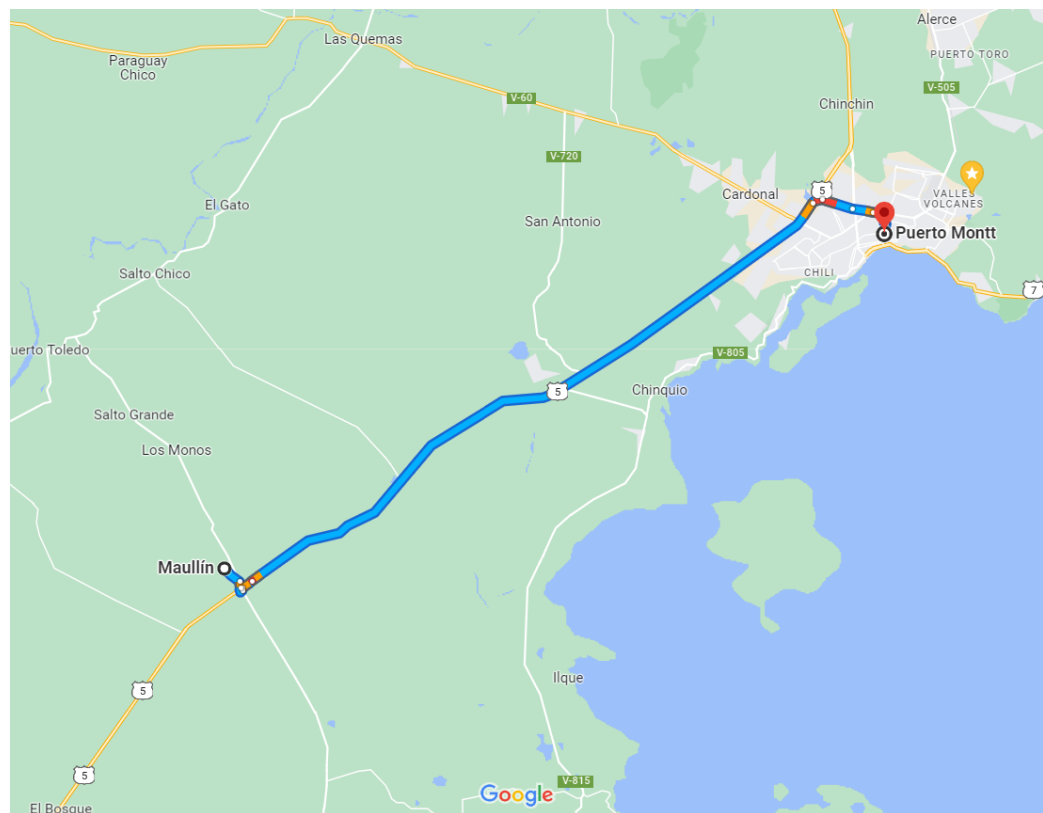 Alerce
Las Quemas
PUERTO TORO
Paraguay
Chico
V-505
V-60
Chinchin
V-720
Cardonal
5
VALLES
VOLCANES
El Gato
San Antonio
Puerto Montt
Salto Chico
CHILI
7
uerto Toledo
V-805
5
Chinquio
Salto Grande
Los Monos
Maullín
Ilque
5
5
V-815
Google
El Bosque